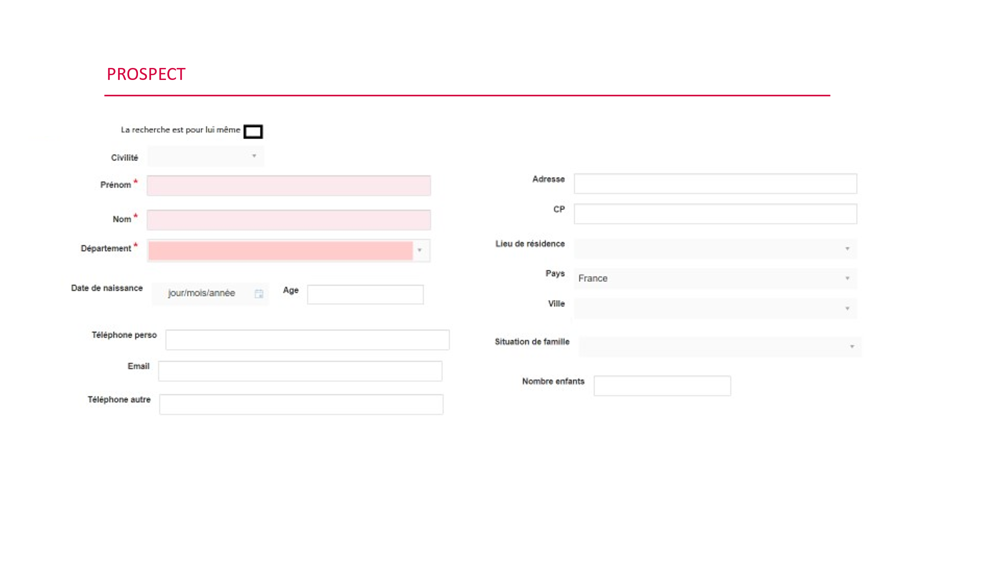 PROSPECT
La recherche est pour lui même
Civilité
Prénom *
Nom *
Département *
Date de naissance jour/mois/année Age
Téléphone perso
Email
Téléphone autre
Adresse
CP
Lieu de résidence
Pays France
Ville
Situation de famille
Nombre enfants